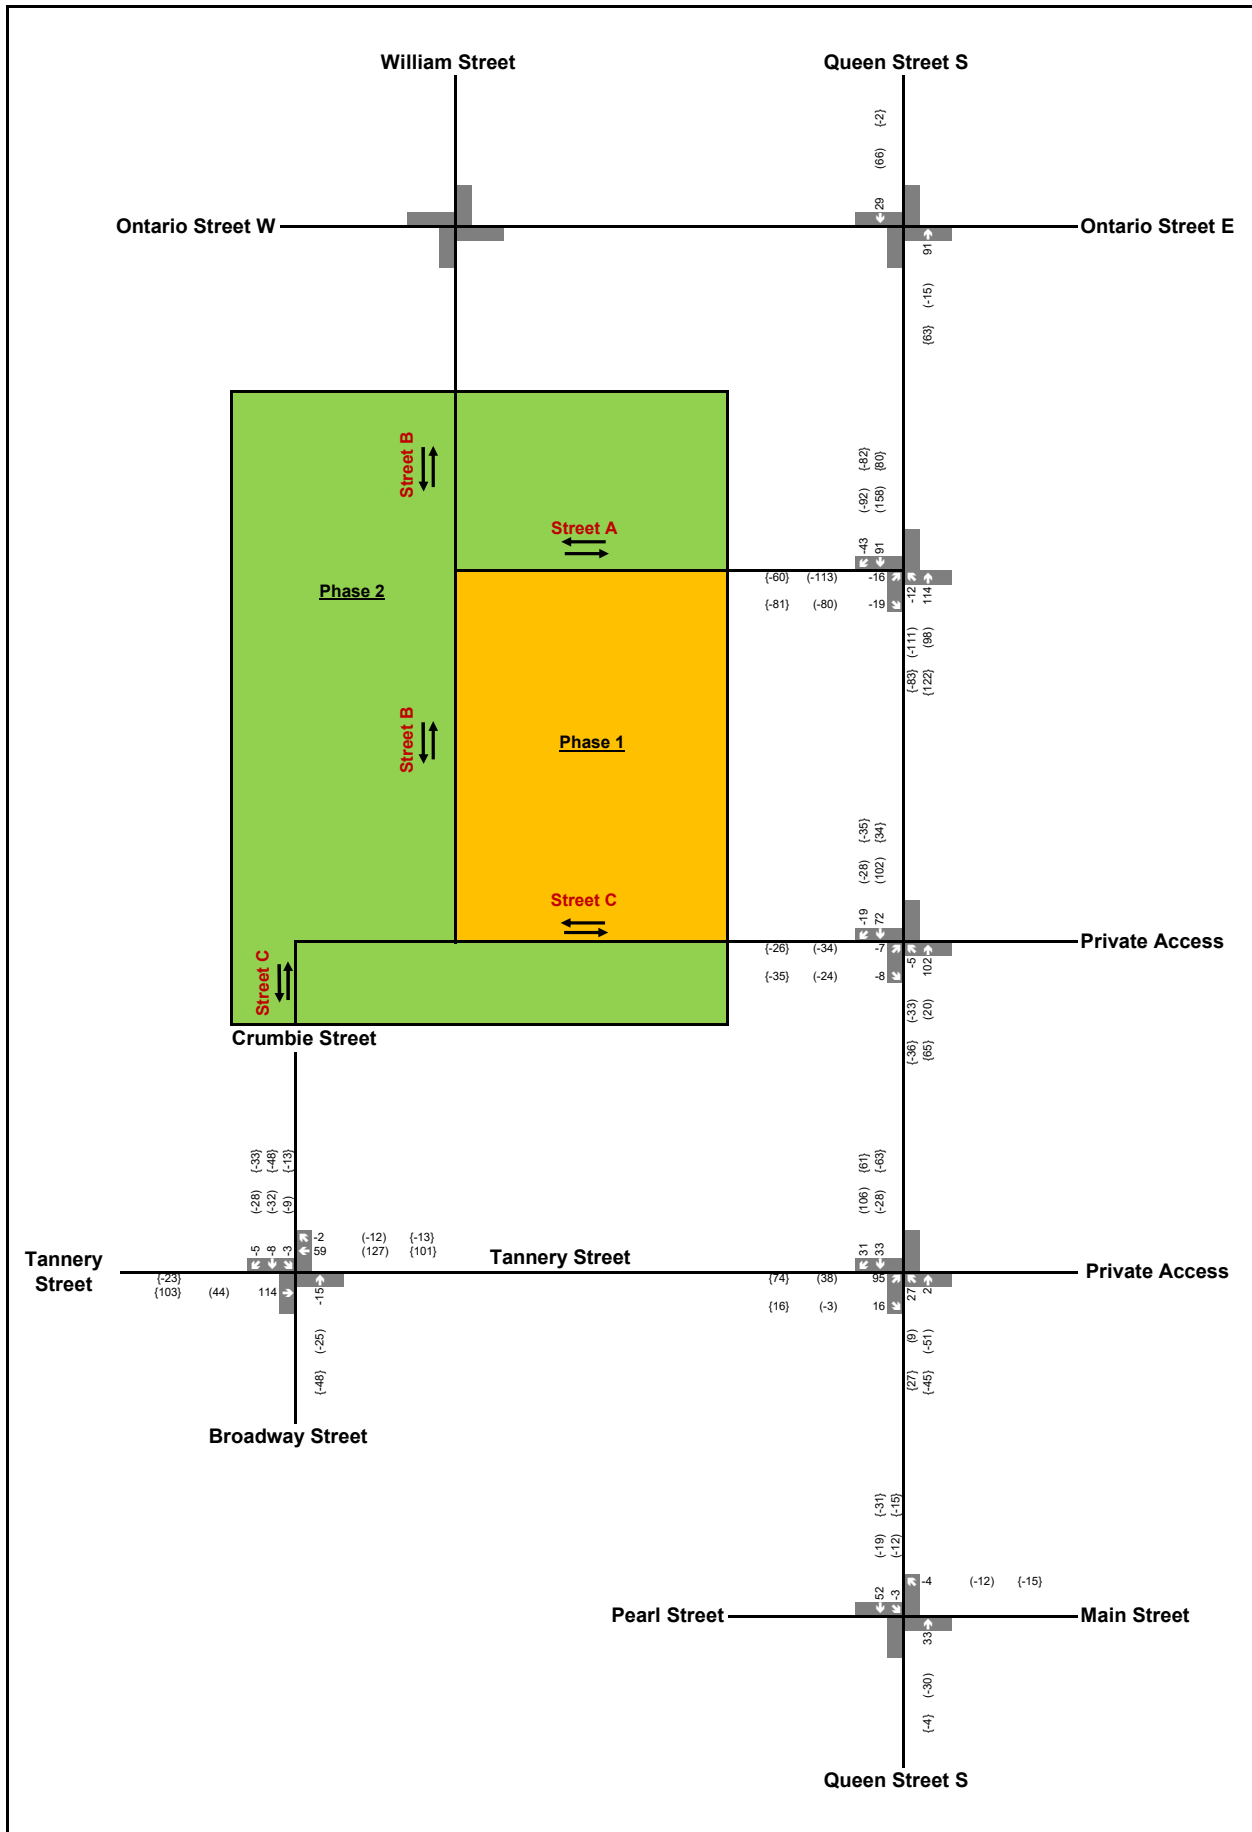 William Street
Queen Street S
{-2}
(66)
29
Ontario Street W
Ontario Street E
91
(-15)
{63}
{-82} {80}
(-92) (158)
-43 91
Street B
Street A
Phase 2
{-60} (-113) -16
{-81} (-80) -19
-12 114
(-111) (98)
{-83} {122}
Street B
Phase 1
{-35} {34}
(-28) (102)
-19 72
Street C
{-26} (-34) -7
{-35} (-24) -8
Private Access
-5 102
(-33) (20)
{-36} {65}
Street C
Crumbie Street
{-33} {-48} {-13}
(-28) (-32) (-9)
-5 -8 -3
-2 (-12) {-13}
59 (127) {101}
{61} {-63}
(106) (-28)
31 33
Tannery
Street
Tannery Street
Private Access
{-23}
{103} (44) 114
-15
(-25)
{-48}
{74} (38) 95
{16} (-3) 16
27 2
(9) (-51)
{27} {-45}
Broadway Street
{-31} {-15}
(-19) (-12)
52 -3
-4 (-12) {-15}
Pearl Street
Main Street
33
(-30)
{-4}
Queen Street S